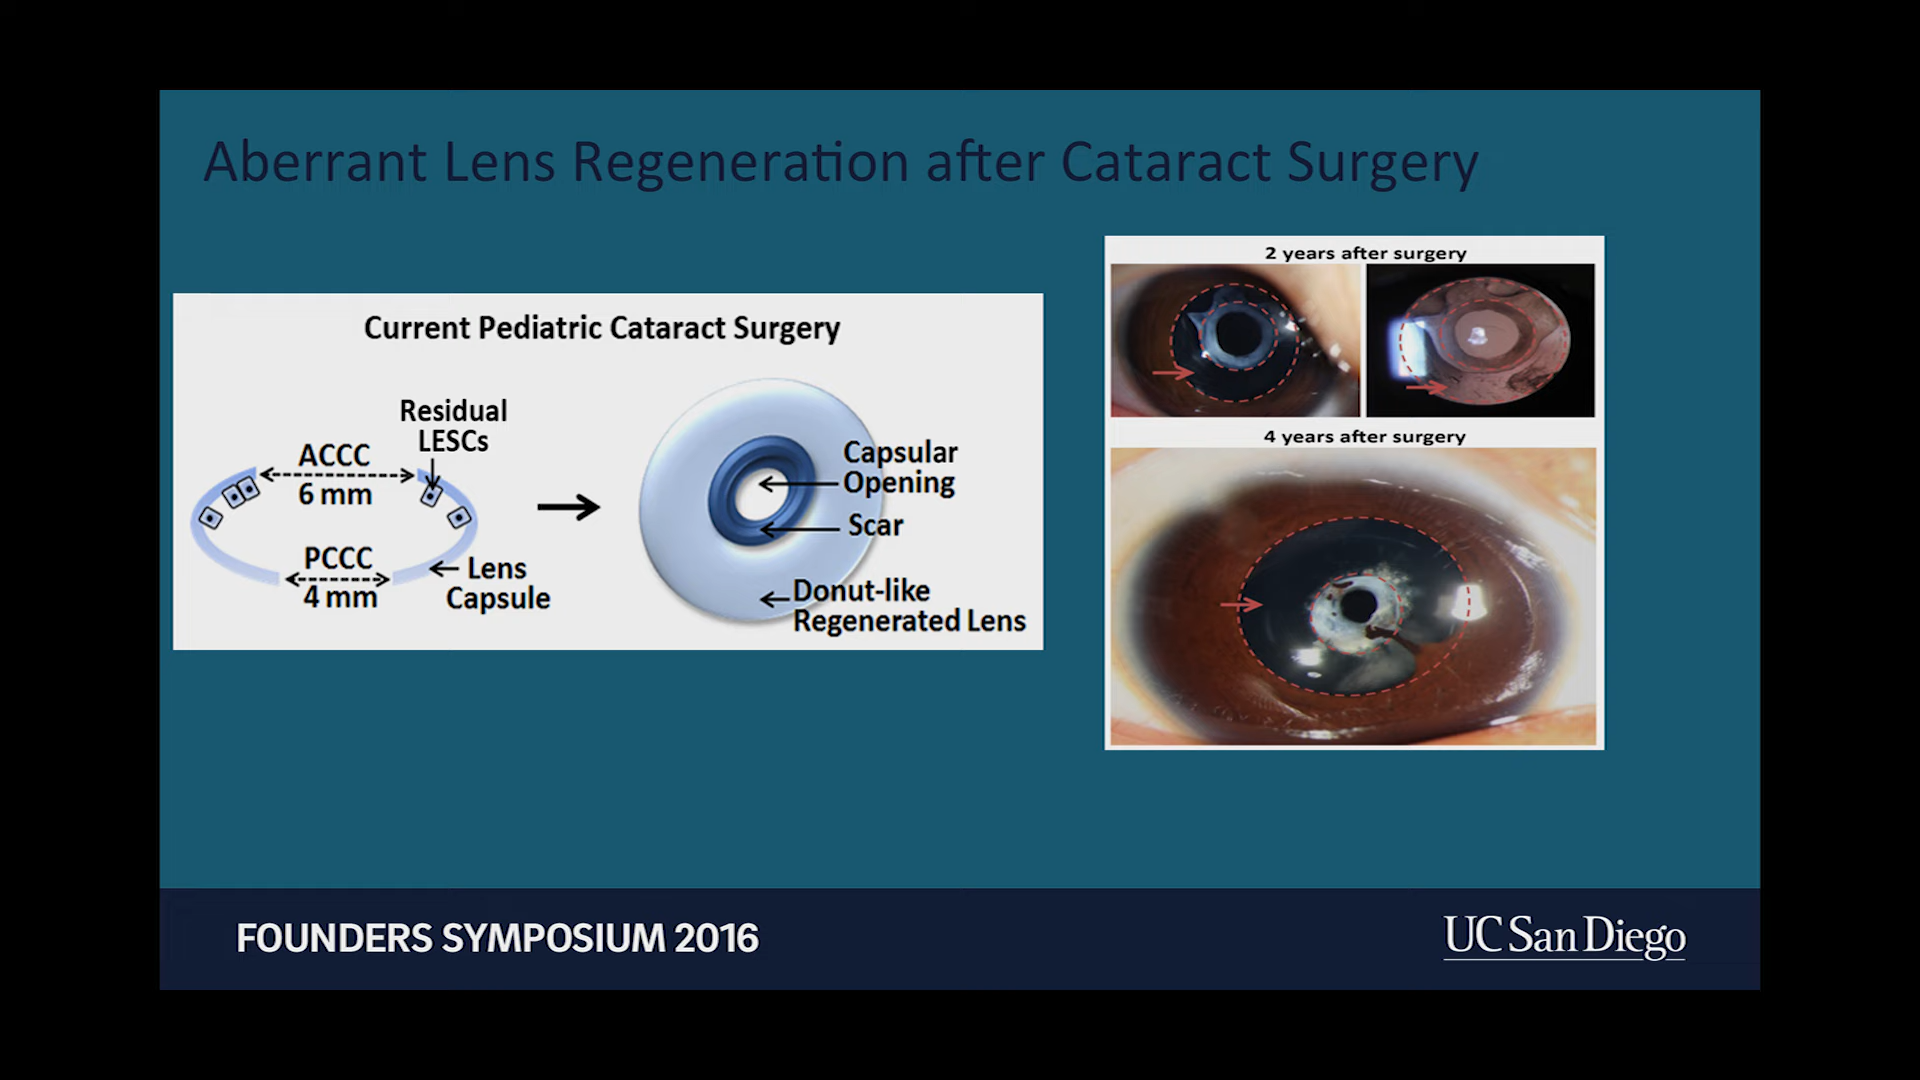 Aberrant Lens Regeneration after Cataract Surgery
Current Pediatric Cataract Surgery
Residual
LESCs
ACCC
6 mm
PCCC
4 mm
Lens
Capsule
Capsular
Opening
Scar
Donut-like
Regenerated Lens
2 years after surgery
4 years after surgery
FOUNDERS SYMPOSIUM 2016
UC San Diego